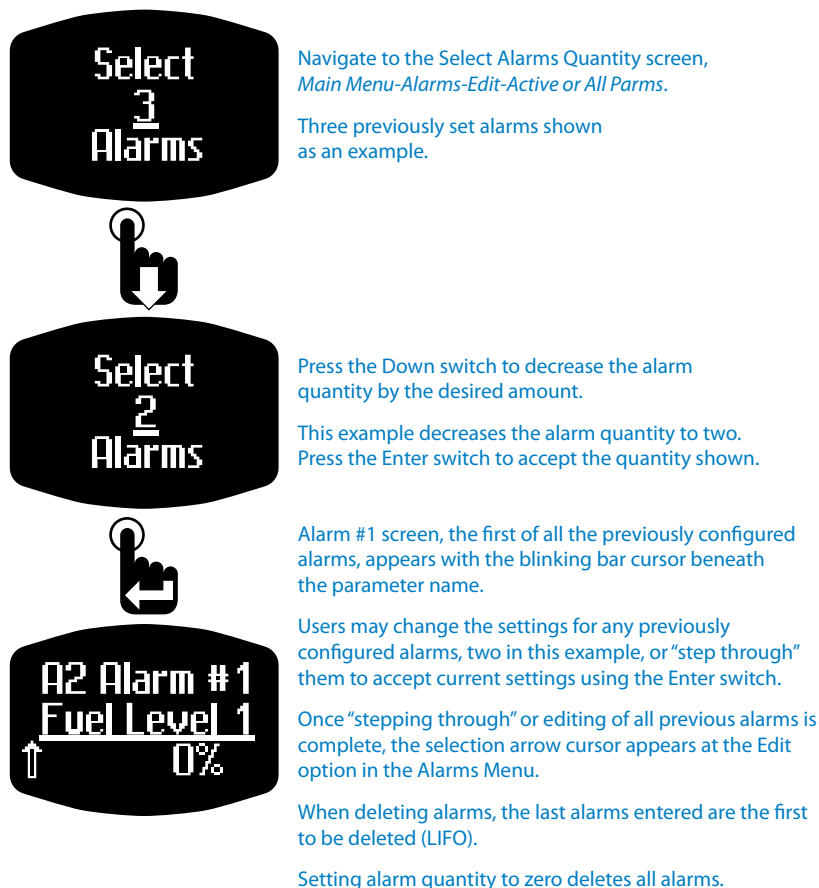 Select
3
Alarms
Navigate to the Select Alarms Quantity screen,
Main Menu-Alarms-Edit-Active or All Parms.
Three previously set alarms shown
as an example.
Select
2
Alarms
Press the Down switch to decrease the alarm
quantity by the desired amount.
This example decreases the alarm quantity to two.
Press the Enter switch to accept the quantity shown.
A2 Alarm #1
Fuel Level 1
⇑ 0%
Alarm #1 screen, the first of all the previously configured
alarms, appears with the blinking bar cursor beneath
the parameter name.
Users may change the settings for any previously
configured alarms, two in this example, or “step through”
them to accept current settings using the Enter switch.
Once “stepping through” or editing of all previous alarms is
complete, the selection arrow cursor appears at the Edit
option in the Alarms Menu.
When deleting alarms, the last alarms entered are the first
to be deleted (LIFO).
Setting alarm quantity to zero deletes all alarms.